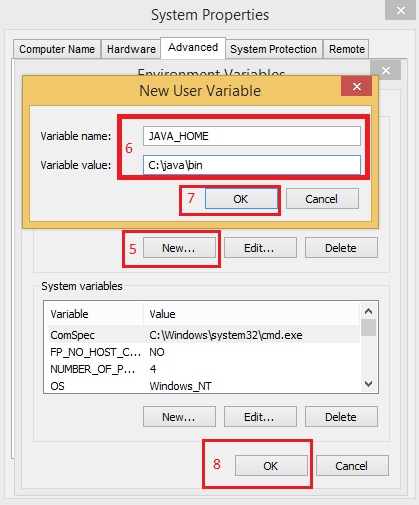 System Properties
Computer Name Hardware Advanced System Protection Remote
Environment Variables
New User Variable
Variable name: JAVA_HOME
6
Variable value: C:\java\bin
7 OK Cancel
5 New... Edit... Delete
System variables
Variable Value
ComSpec C:\Windows\system32\cmd.exe
FP_NO_HOST_C... NO
NUMBER_OF_P... 4
OS Windows_NT
New... Edit... Delete
8 OK Cancel